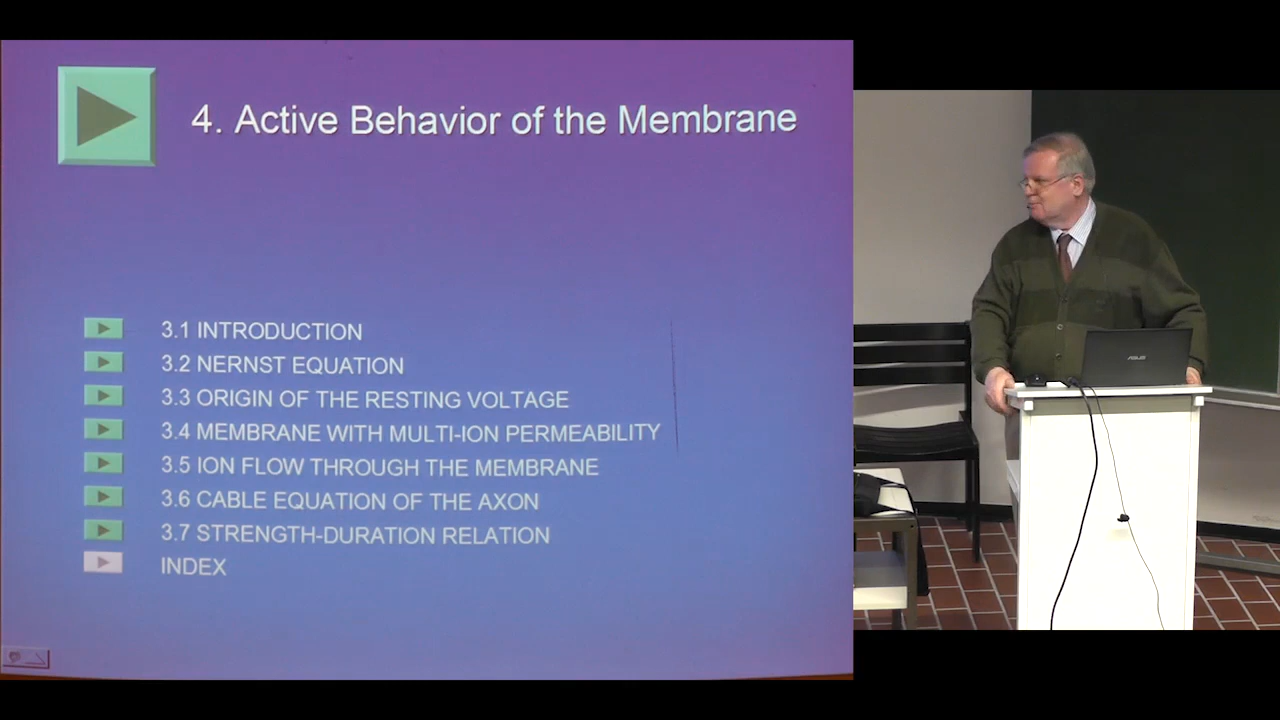 4. Active Behavior of the Membrane
3.1 INTRODUCTION
3.2 NERNST EQUATION
3.3 ORIGIN OF THE RESTING VOLTAGE
3.4 MEMBRANE WITH MULTI-ION PERMEABILITY
3.5 ION FLOW THROUGH THE MEMBRANE
3.6 CABLE EQUATION OF THE AXON
3.7 STRENGTH-DURATION RELATION
INDEX
ASUS